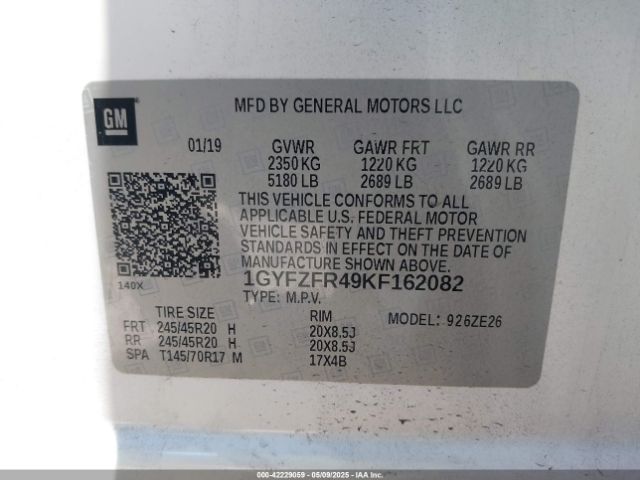 GM
MFD BY GENERAL MOTORS LLC
01/19 GVWR GAWR FRT GAWR RR
2350 KG 1220 KG 1220 KG
5180 LB 2689 LB 2689 LB
THIS VEHICLE CONFORMS TO ALL
APPLICABLE U.S. FEDERAL MOTOR
VEHICLE SAFETY AND THEFT PREVENTION
STANDARDS IN EFFECT ON THE DATE OF
MANUFACTURE SHOWN ABOVE.
140X 1GYFZFR49KF162082
TYPE: M.P.V.
TIRE SIZE RIM MODEL: 926ZE26
FRT 245/45R20 H 20X8.5J
RR 245/45R20 H 20X8.5J
SPA T145/70R17 M 17X4B
000-42229059 - 05/09/2025 - IAA Inc.